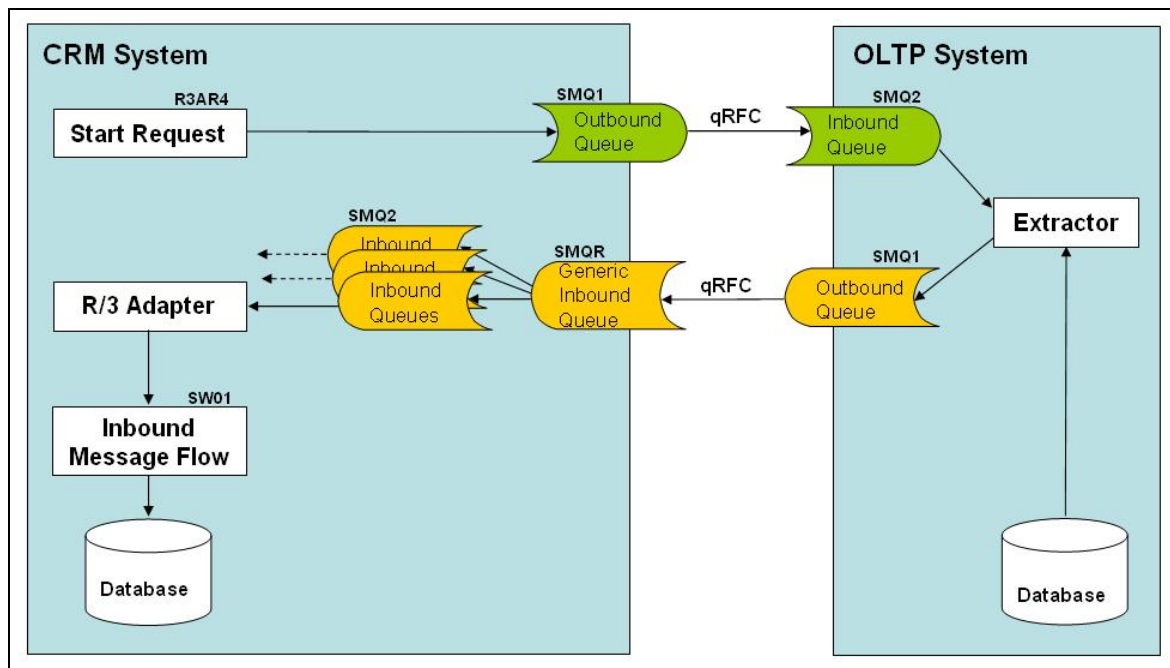 CRM System
OLTP System
R3AR4
Start Request
SMQ1
Outbound
Queue
qRFC
SMQ2
Inbound
Queue
Extractor
SMQ2
Inbound
Inbound
Inbound
Queues
SMQR
Generic
Inbound
Queue
qRFC
SMQ1
Outbound
Queue
R/3 Adapter
SW01
Inbound
Message Flow
Database
Database